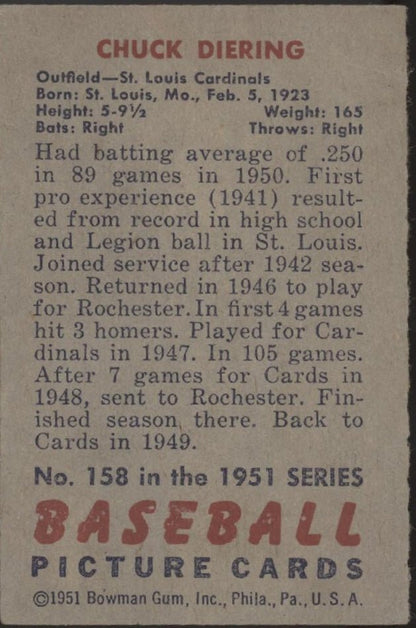 CHUCK DIERING
Outfield—St. Louis Cardinals
Born: St. Louis, Mo., Feb. 5, 1923
Height: 5-9½ Weight: 165
Bats: Right Throws: Right
Had batting average of .250
in 89 games in 1950. First
pro experience (1941) result-
ed from record in high school
and Legion ball in St. Louis.
Joined service after 1942 sea-
son. Returned in 1946 to play
for Rochester. In first 4 games
hit 3 homers. Played for Car-
dinals in 1947. In 105 games.
After 7 games for Cards in
1948, sent to Rochester. Fin-
ished season there. Back to
Cards in 1949.
No. 158 in the 1951 SERIES
BASEBALL
PICTURE CARDS
©1951 Bowman Gum, Inc., Phila., Pa., U.S.A.